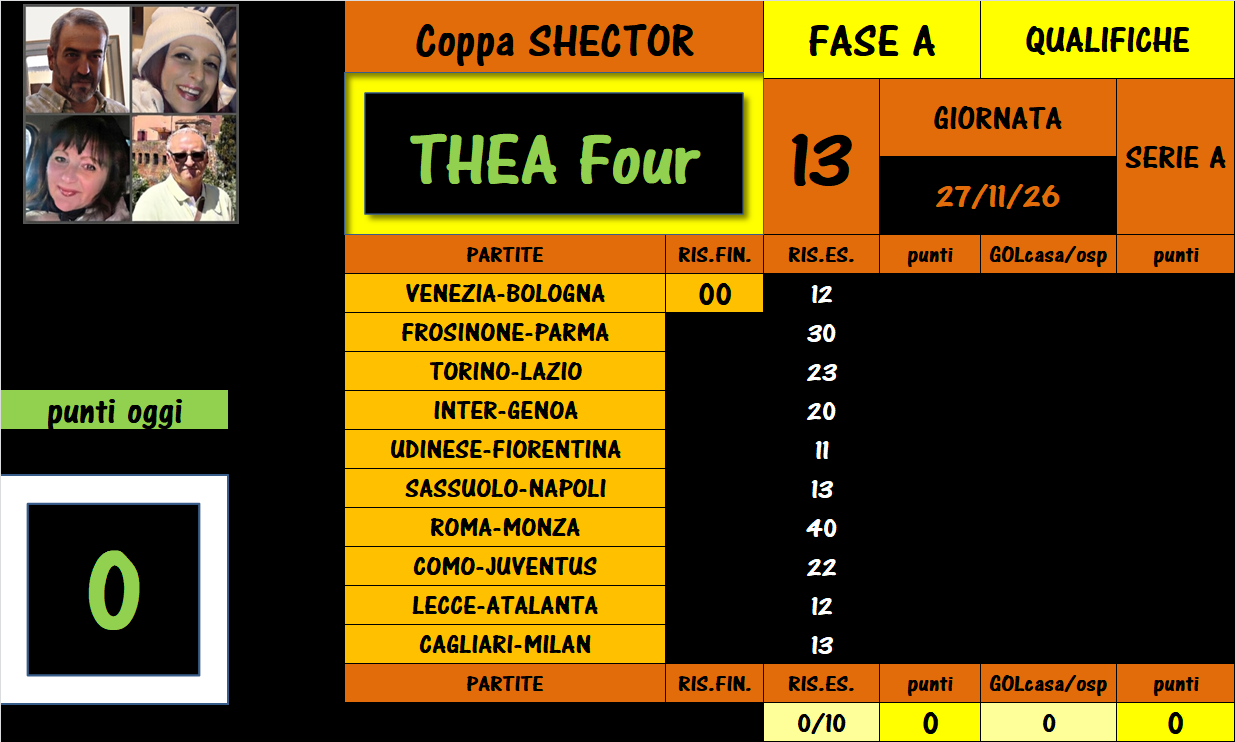 Coppa SHECTOR
FASE A
QUALIFICHE
THEA Four
13
GIORNATA
27/11/26
SERIE A
PARTITE RIS.FIN. RIS.ES. punti GOLcasa/osp punti
VENEZIA-BOLOGNA 00 12
FROSINONE-PARMA 30
TORINO-LAZIO 23
INTER-GENOA 20
UDINESE-FIORENTINA 11
SASSUOLO-NAPOLI 13
ROMA-MONZA 40
COMO-JUVENTUS 22
LECCE-ATALANTA 12
CAGLIARI-MILAN 13
PARTITE RIS.FIN. RIS.ES. punti GOLcasa/osp punti
0/10 0 0 0
punti oggi
0